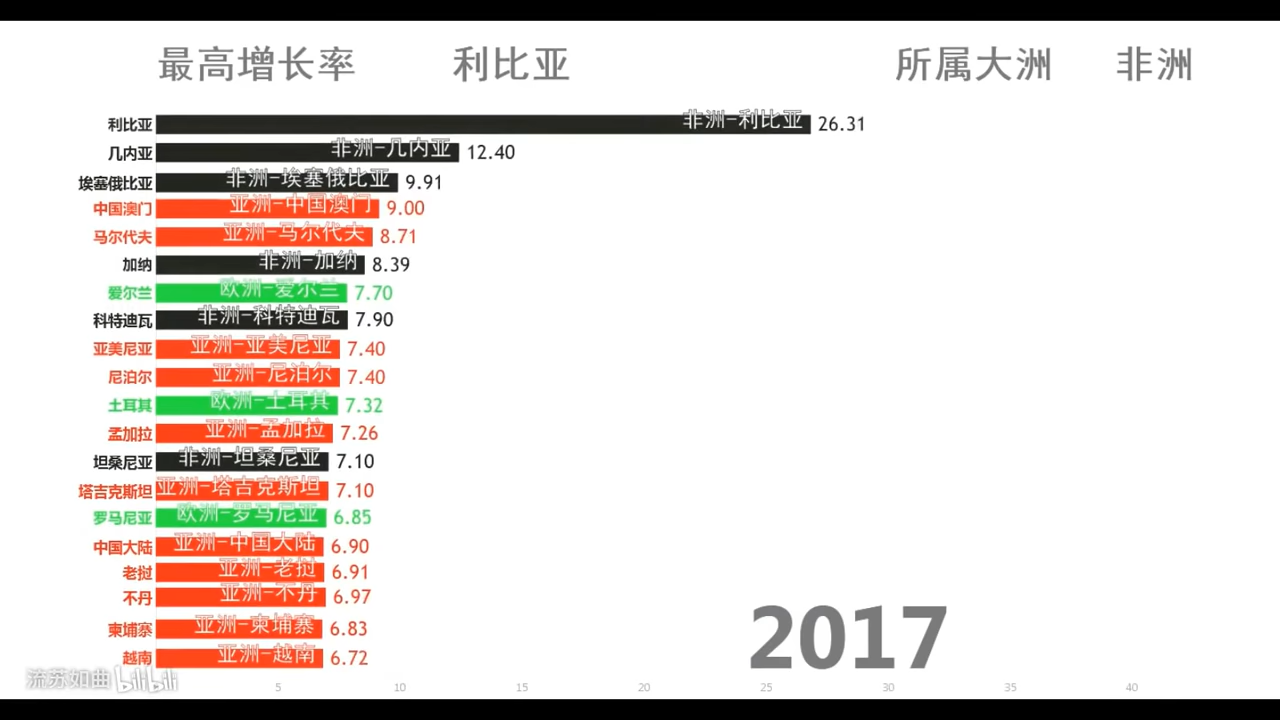 最高增长率 利比亚 所属大洲 非洲
利比亚 非洲-利比亚 26.31
几内亚 非洲-几内亚 12.40
埃塞俄比亚 非洲-埃塞俄比亚 9.91
中国澳门 亚洲-中国澳门 9.00
马尔代夫 亚洲-马尔代夫 8.71
加纳 非洲-加纳 8.39
爱尔兰 欧洲-爱尔兰 7.70
科特迪瓦 非洲-科特迪瓦 7.90
亚美尼亚 亚洲-亚美尼亚 7.40
尼泊尔 亚洲-尼泊尔 7.40
土耳其 欧洲-土耳其 7.32
孟加拉 亚洲-孟加拉 7.26
坦桑尼亚 非洲-坦桑尼亚 7.10
塔吉克斯坦 亚洲-塔吉克斯坦 7.10
罗马尼亚 欧洲-罗马尼亚 6.85
中国大陆 亚洲-中国大陆 6.90
老挝 亚洲-老挝 6.91
不丹 亚洲-不丹 6.97
柬埔寨 亚洲-柬埔寨 6.83
越南 亚洲-越南 6.72
2017
流苏如曲 bilibili
5 10 15 20 25 30 35 40